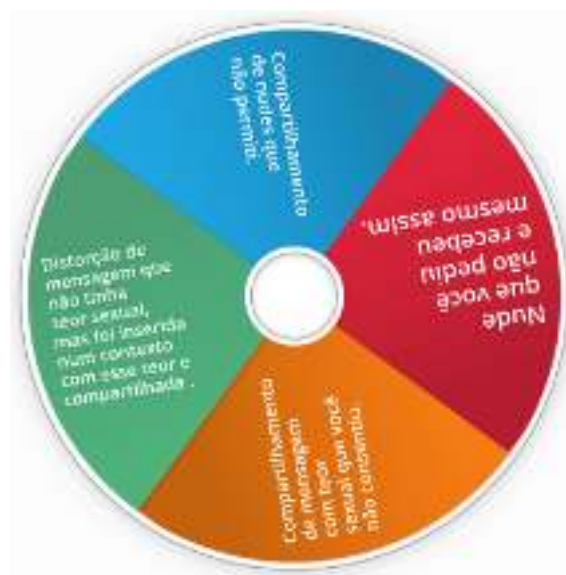 Compartilhamento
de nudes que
não permiti.
Nude
que você
não pediu
e recebeu
mesmo assim.
Compartilhamento
de mensagem
com teor
sexual que você
não consentiu.
Distorção de
mensagem que
não tinha
teor sexual,
mas foi inserida
num contexto
com esse teor e
compartilhada .